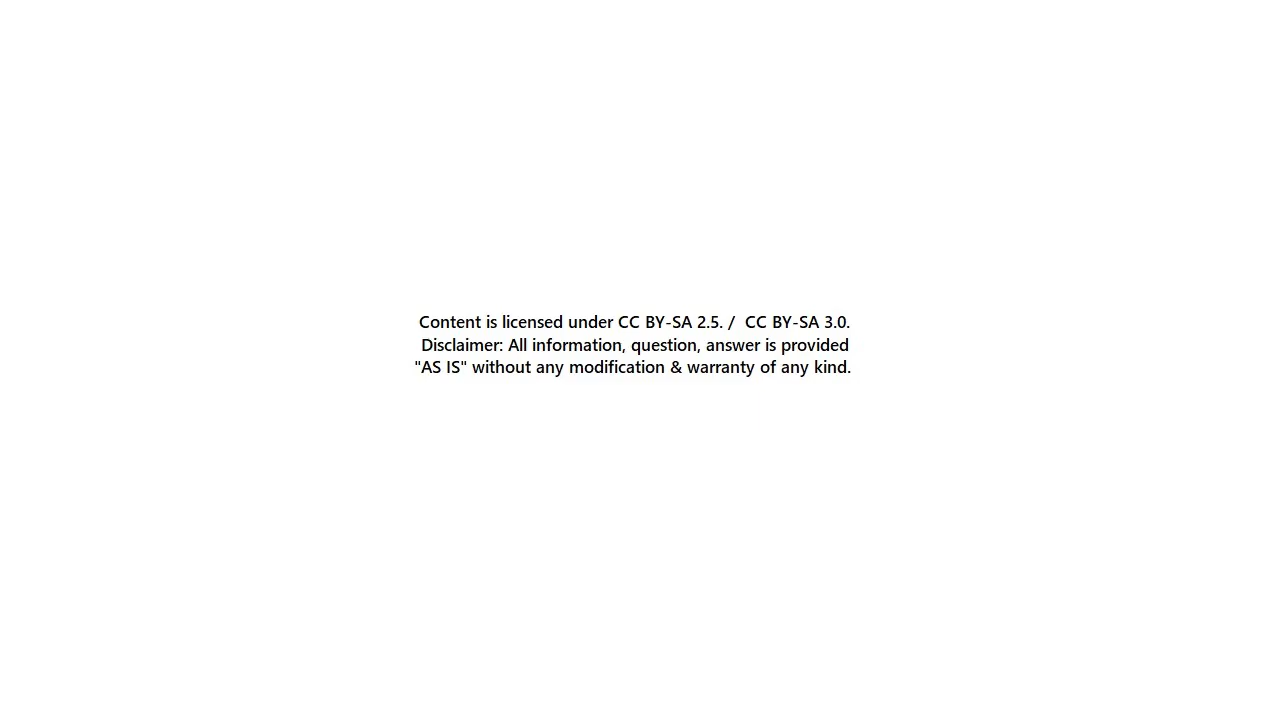 Content is licensed under CC BY-SA 2.5. /  CC BY-SA 3.0.
Disclaimer: All information, question, answer is provided
"AS IS" without any modification & warranty of any kind.